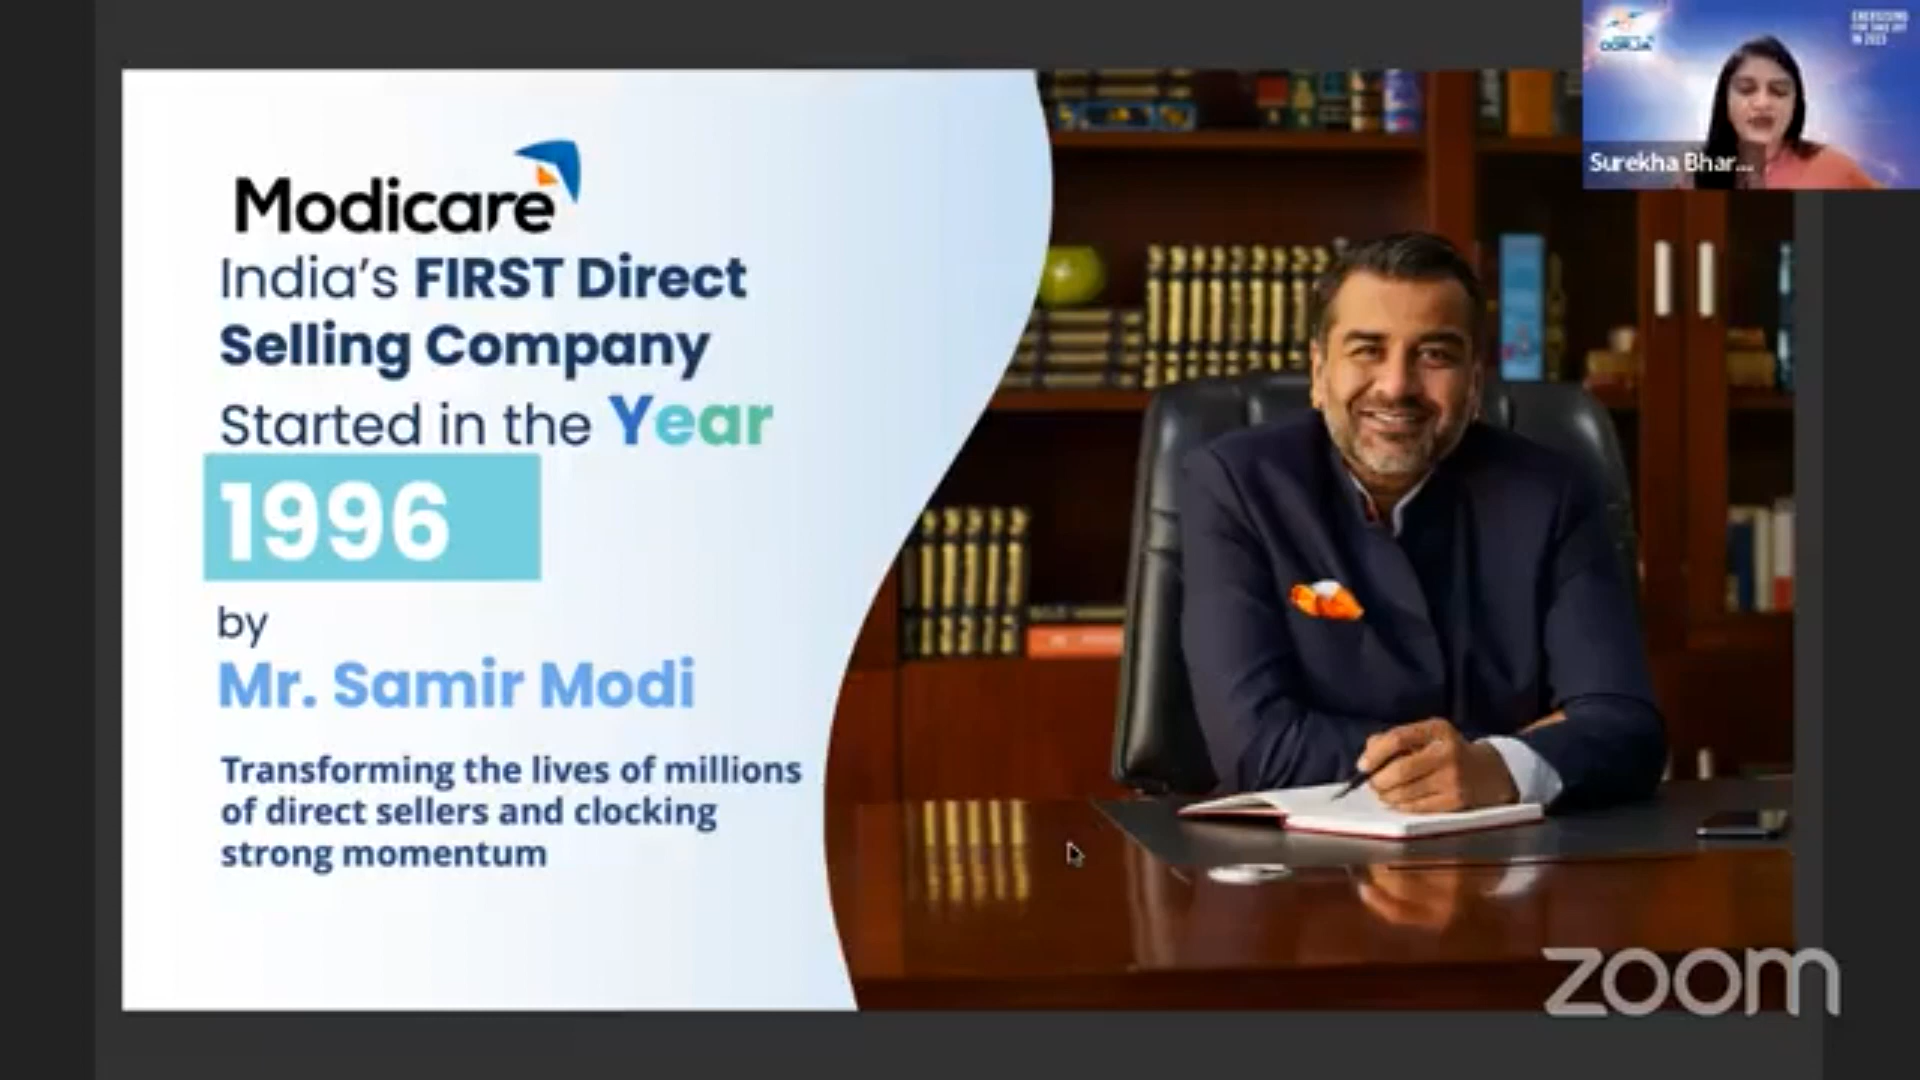 Modicare
India's FIRST Direct
Selling Company
Started in the Year
1996
by
Mr. Samir Modi
Transforming the lives of millions
of direct sellers and clocking
strong momentum
Surekha Bhar...
zoom